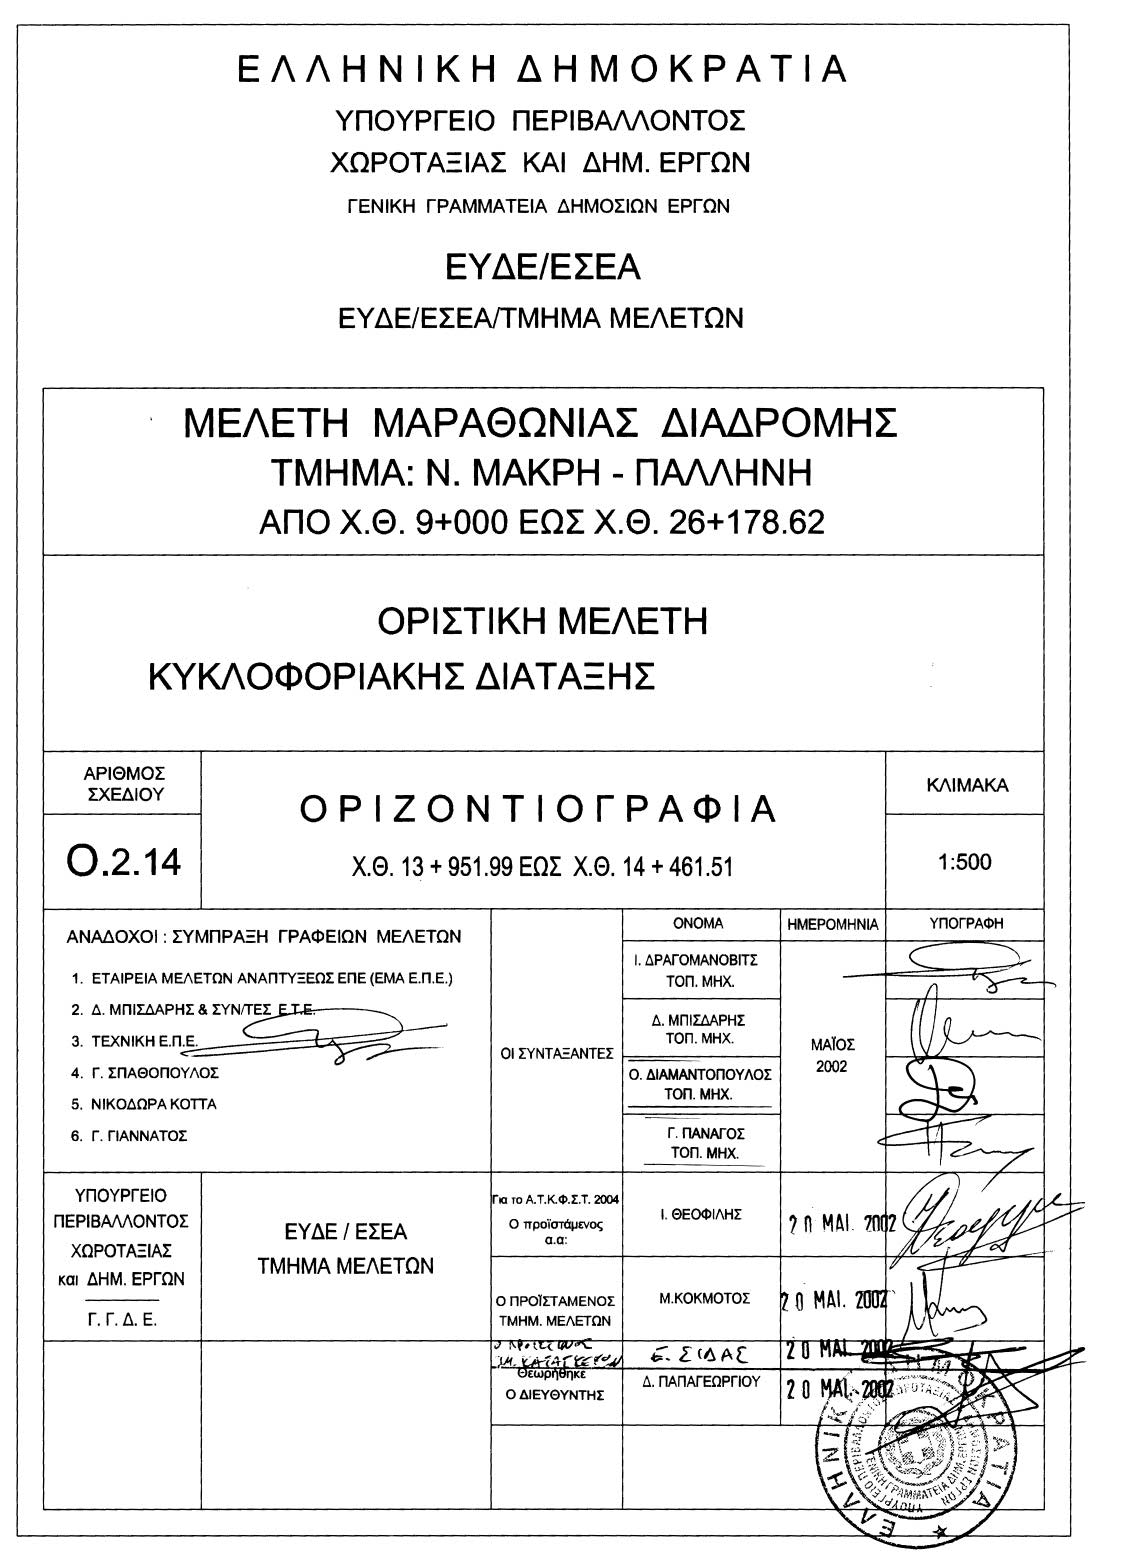 ΕΛΛΗΝΙΚΗ ΔΗΜΟΚΡΑΤΙΑ
ΥΠΟΥΡΓΕΙΟ ΠΕΡΙΒΑΛΛΟΝΤΟΣ
ΧΩΡΟΤΑΞΙΑΣ ΚΑΙ ΔΗΜ. ΕΡΓΩΝ
ΓΕΝΙΚΗ ΓΡΑΜΜΑΤΕΙΑ ΔΗΜΟΣΙΩΝ ΕΡΓΩΝ
ΕΥΔΕ/ΕΣΕΑ
ΕΥΔΕ/ΕΣΕΑ/ΤΜΗΜΑ ΜΕΛΕΤΩΝ
ΜΕΛΕΤΗ ΜΑΡΑΘΩΝΙΑΣ ΔΙΑΔΡΟΜΗΣ
ΤΜΗΜΑ: Ν. ΜΑΚΡΗ - ΠΑΛΛΗΝΗ
ΑΠΟ Χ.Θ. 9+000 ΕΩΣ Χ.Θ. 26+178.62
ΟΡΙΣΤΙΚΗ ΜΕΛΕΤΗ
ΚΥΚΛΟΦΟΡΙΑΚΗΣ ΔΙΑΤΑΞΗΣ
ΑΡΙΘΜΟΣ
ΣΧΕΔΙΟΥ
Ο.2.14
ΟΡΙΖΟΝΤΙΟΓΡΑΦΙΑ
Χ.Θ. 13 + 951.99 ΕΩΣ Χ.Θ. 14 + 461.51
ΚΛΙΜΑΚΑ
1:500
ΑΝΑΔΟΧΟΙ : ΣΥΜΠΡΑΞΗ ΓΡΑΦΕΙΩΝ ΜΕΛΕΤΩΝ
1. ΕΤΑΙΡΕΙΑ ΜΕΛΕΤΩΝ ΑΝΑΠΤΥΞΕΩΣ ΕΠΕ (ΕΜΑ Ε.Π.Ε.)
2. Δ. ΜΠΙΣΔΑΡΗΣ & ΣΥΝ/ΤΕΣ Ε.Τ.Ε.
3. ΤΕΧΝΙΚΗ Ε.Π.Ε.
4. Γ. ΣΠΑΘΟΠΟΥΛΟΣ
5. ΝΙΚΟΔΩΡΑ ΚΟΤΤΑ
6. Γ. ΓΙΑΝΝΑΤΟΣ
ΟΙ ΣΥΝΤΑΞΑΝΤΕΣ
ΟΝΟΜΑ
ΗΜΕΡΟΜΗΝΙΑ
ΥΠΟΓΡΑΦΗ
Ι. ΔΡΑΓΟΜΑΝΟΒΙΤΣ
ΤΟΠ. ΜΗΧ.
Δ. ΜΠΙΣΔΑΡΗΣ
ΤΟΠ. ΜΗΧ.
Ο. ΔΙΑΜΑΝΤΟΠΟΥΛΟΣ
ΤΟΠ. ΜΗΧ.
Γ. ΠΑΝΑΓΟΣ
ΤΟΠ. ΜΗΧ.
ΜΑΪΟΣ
2002
ΥΠΟΥΡΓΕΙΟ
ΠΕΡΙΒΑΛΛΟΝΤΟΣ
ΧΩΡΟΤΑΞΙΑΣ
και ΔΗΜ. ΕΡΓΩΝ
Γ. Γ. Δ. Ε.
ΕΥΔΕ / ΕΣΕΑ
ΤΜΗΜΑ ΜΕΛΕΤΩΝ
Για το Α.Τ.Κ.Φ.Σ.Τ. 2004
Ο προϊστάμενος
α.α:
Ι. ΘΕΟΦΙΛΗΣ
20 ΜΑΙ. 2002
Ο ΠΡΟΪΣΤΑΜΕΝΟΣ
ΤΜΗΜ. ΜΕΛΕΤΩΝ
Μ.ΚΟΚΜΟΤΟΣ
20 ΜΑΙ. 2002
Ε. ΣΙΔΑΣ
20 ΜΑΙ. 2002
Θεωρήθηκε
Ο ΔΙΕΥΘΥΝΤΗΣ
Δ. ΠΑΠΑΓΕΩΡΓΙΟΥ
20 ΜΑΙ. 2002
ΕΛΛΗΝΙΚΗ ΔΗΜΟΚΡΑΤΙΑ